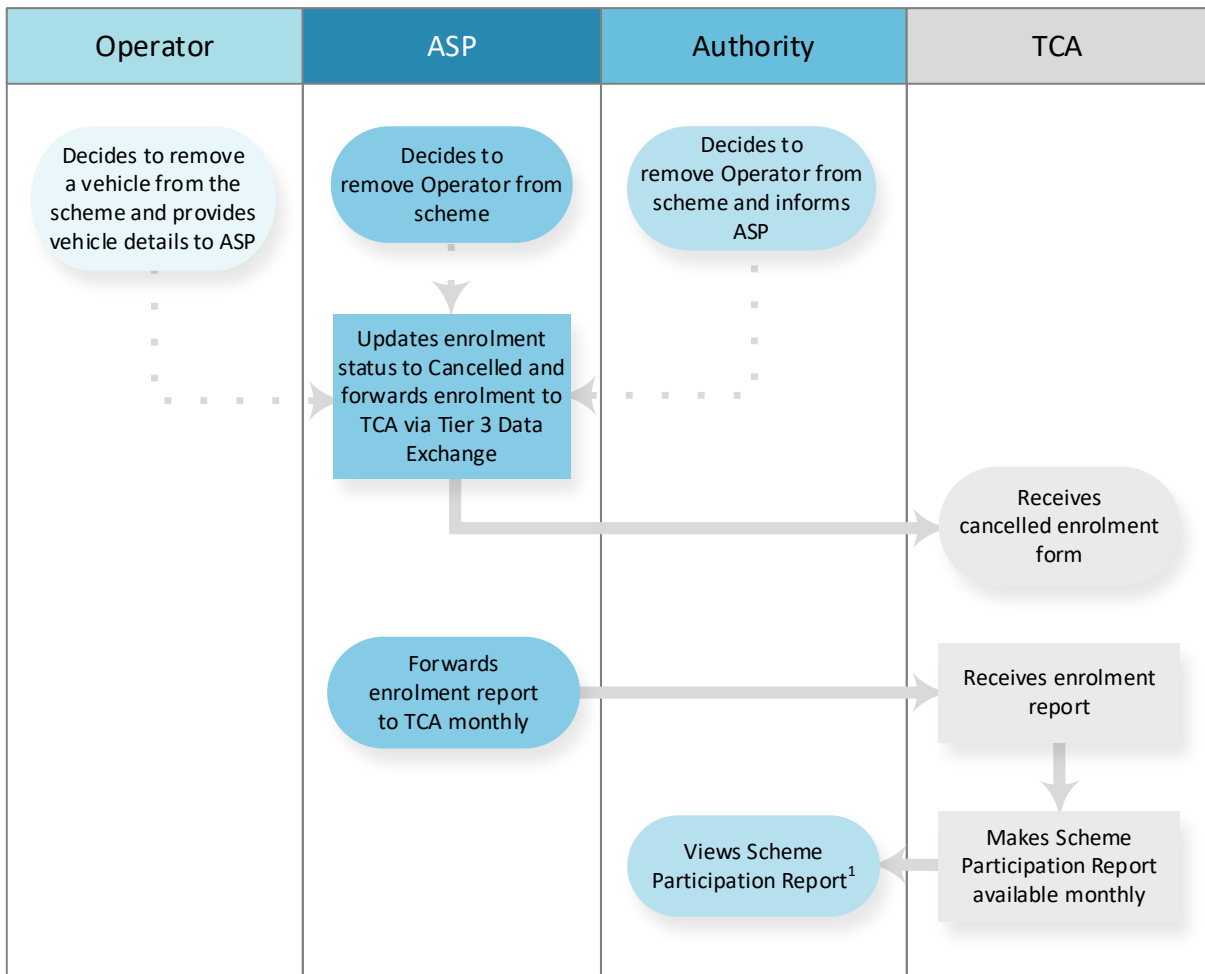 Operator
ASP
Authority
TCA
Decides to remove
a vehicle from the
scheme and provides
vehicle details to ASP
Decides to
remove Operator from
scheme
Decides to
remove Operator from
scheme and informs
ASP
Updates enrolment
status to Cancelled and
forwards enrolment to
TCA via Tier 3 Data
Exchange
Receives
cancelled enrolment
form
Forwards
enrolment report
to TCA monthly
Receives enrolment
report
Views Scheme
Participation Report¹
Makes Scheme
Participation Report
available monthly